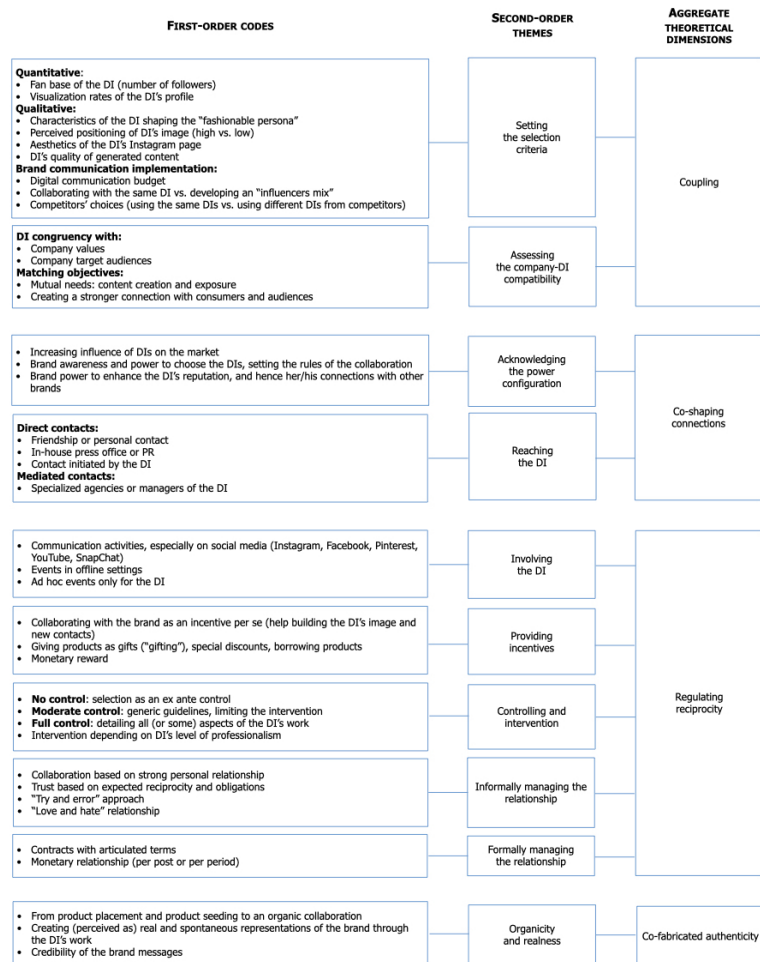 FIRST-ORDER CODES
SECOND-ORDER
THEMES
AGGREGATE
THEORETICAL
DIMENSIONS
Quantitative:
• Fan base of the DI (number of followers)
• Visualization rates of the DI's profile
Qualitative:
• Characteristics of the DI shaping the "fashionable persona"
• Perceived positioning of DI's image (high vs. low)
• Aesthetics of the DI's Instagram page
• DI's quality of generated content
Brand communication implementation:
• Digital communication budget
• Collaborating with the same DI vs. developing an "influencers mix"
• Competitors' choices (using the same DIs vs. using different DIs from competitors)
Setting
the selection
criteria
Coupling
DI congruency with:
• Company values
• Company target audiences
Matching objectives:
• Mutual needs: content creation and exposure
• Creating a stronger connection with consumers and audiences
Assessing
the company-DI
compatibility
• Increasing influence of DIs on the market
• Brand awareness and power to choose the DIs, setting the rules of the collaboration
• Brand power to enhance the DI's reputation, and hence her/his connections with other
brands
Acknowledging
the power
configuration
Co-shaping
connections
Direct contacts:
• Friendship or personal contact
• In-house press office or PR
• Contact initiated by the DI
Mediated contacts:
• Specialized agencies or managers of the DI
Reaching
the DI
• Communication activities, especially on social media (Instagram, Facebook, Pinterest,
YouTube, SnapChat)
• Events in offline settings
• Ad hoc events only for the DI
Involving
the DI
• Collaborating with the brand as an incentive per se (help building the DI's image and
new contacts)
• Giving products as gifts ("gifting"), special discounts, borrowing products
• Monetary reward
Providing
incentives
Regulating
reciprocity
• No control: selection as an ex ante control
• Moderate control: generic guidelines, limiting the intervention
• Full control: detailing all (or some) aspects of the DI's work
• Intervention depending on DI's level of professionalism
Controlling and
intervention
• Collaboration based on strong personal relationship
• Trust based on expected reciprocity and obligations
• "Try and error" approach
• "Love and hate" relationship
Informally managing the
relationship
• Contracts with articulated terms
• Monetary relationship (per post or per period)
Formally managing
the relationship
• From product placement and product seeding to an organic collaboration
• Creating (perceived as) real and spontaneous representations of the brand through
the DI's work
• Credibility of the brand messages
Organicity
and realness
Co-fabricated authenticity